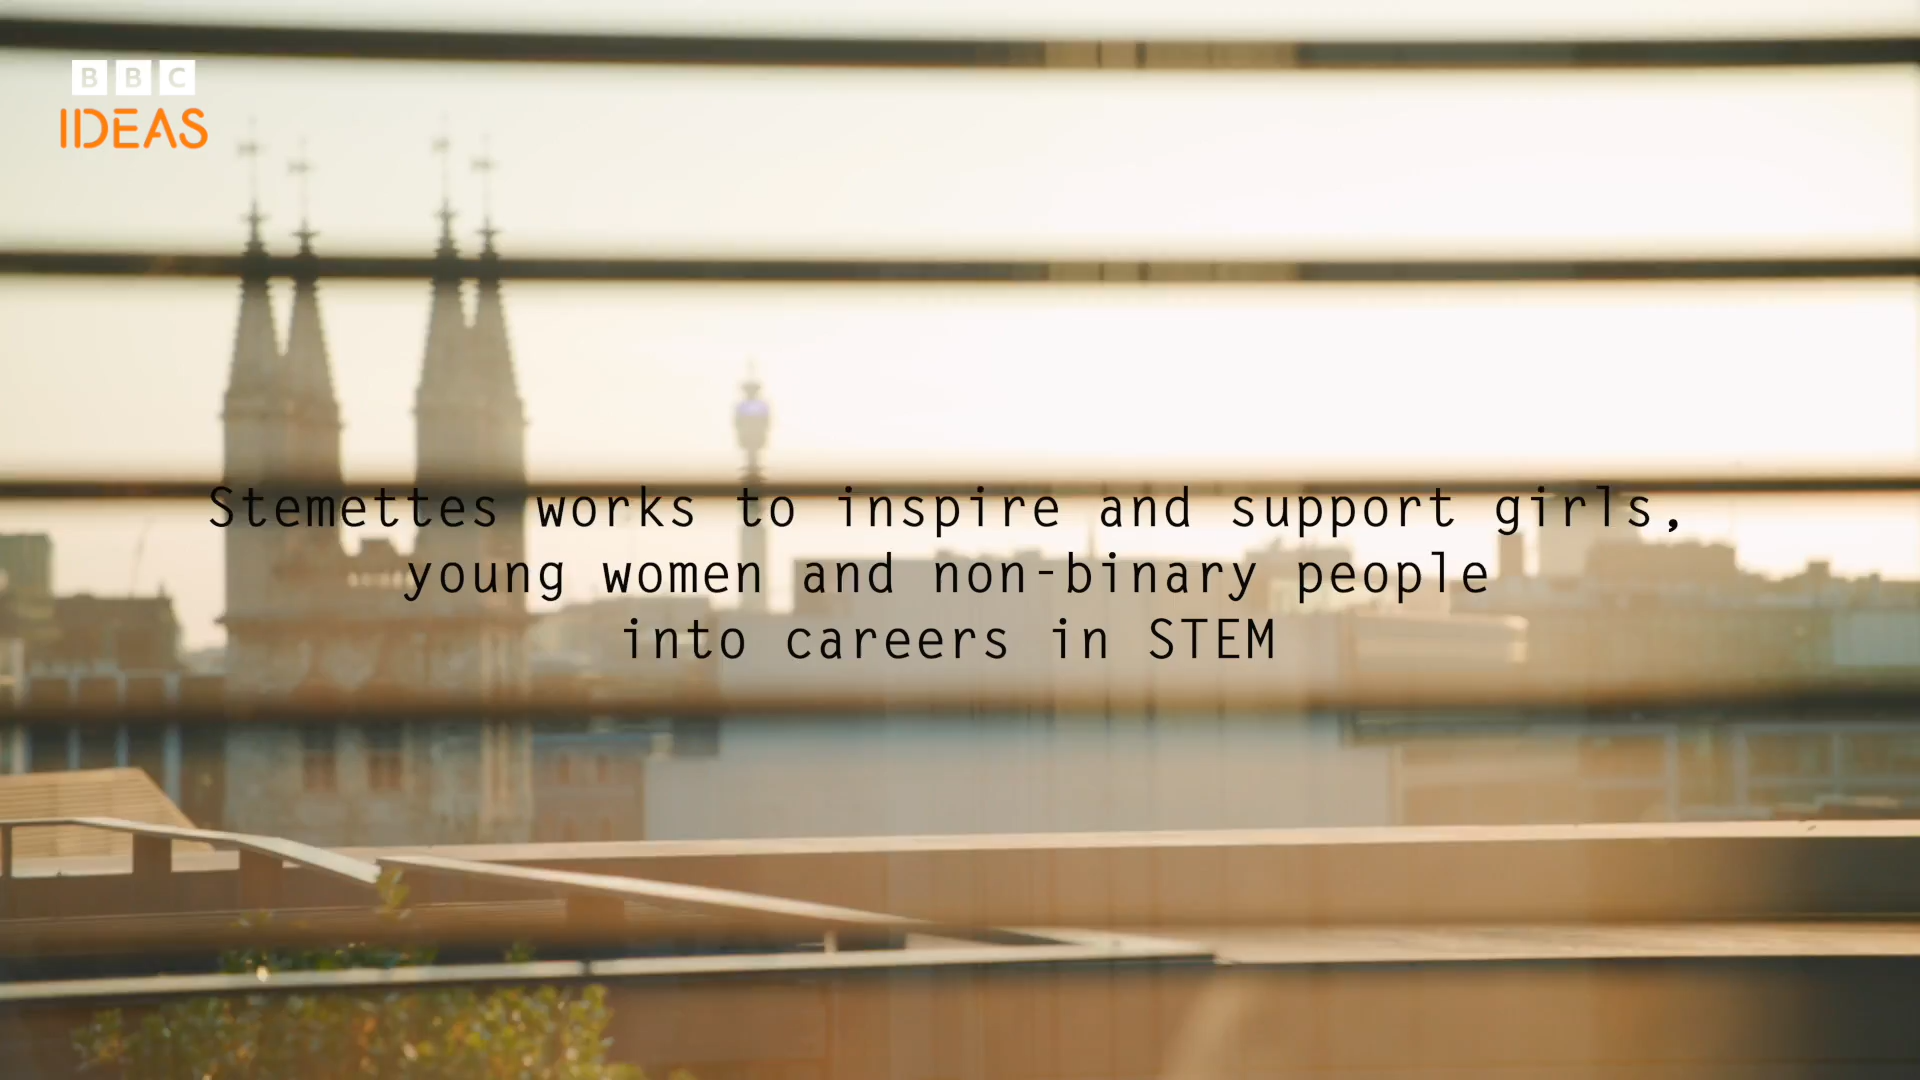 BBC
IDEAS
Stemettes works to inspire and support girls,
young women and non-binary people
into careers in STEM